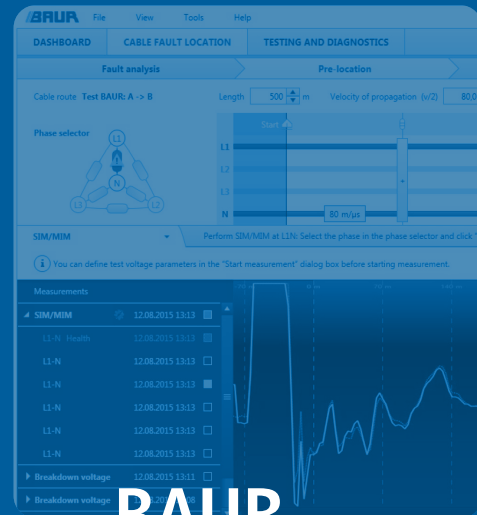 BAUR File View Tools Help
DASHBOARD CABLE FAULT LOCATION TESTING AND DIAGNOSTICS
Fault analysis Pre-location
Cable route Test BAUR: A -> B Length 500 m Velocity of propagation (v/2) 80,0
Start
Phase selector
L1
L1
L2
N
L3
L3 L2
N
80 m/µs
SIM/MIM Perform SIM/MIM at L1N: Select the phase in the phase selector and click "
i You can define test voltage parameters in the "Start measurement" dialog box before starting measurement.
Measurements
SIM/MIM 12.08.2015 13:13
L1-N Health 12.08.2015 13:13
L1-N 12.08.2015 13:13
L1-N 12.08.2015 13:13
L1-N 12.08.2015 13:13
L1-N 12.08.2015 13:13
L1-N 12.08.2015 13:13
Breakdown voltage 12.08.2015 13:11
Breakdown voltage
BAUR